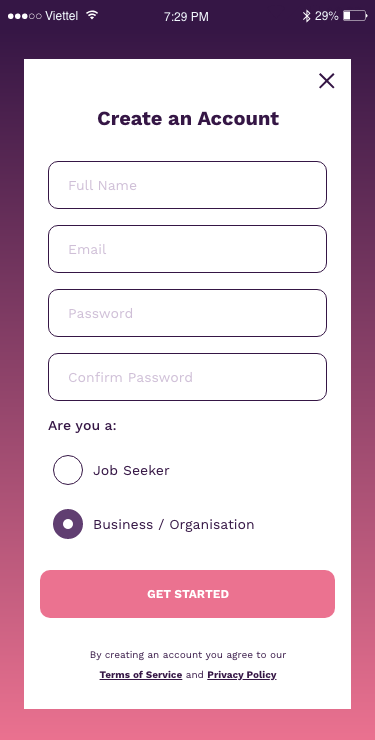 Viettel 7:29 PM 29%
Create an Account
Full Name
Email
Password
Confirm Password
Are you a:
Job Seeker
Business / Organisation
GET STARTED
By creating an account you agree to our
Terms of Service and Privacy Policy